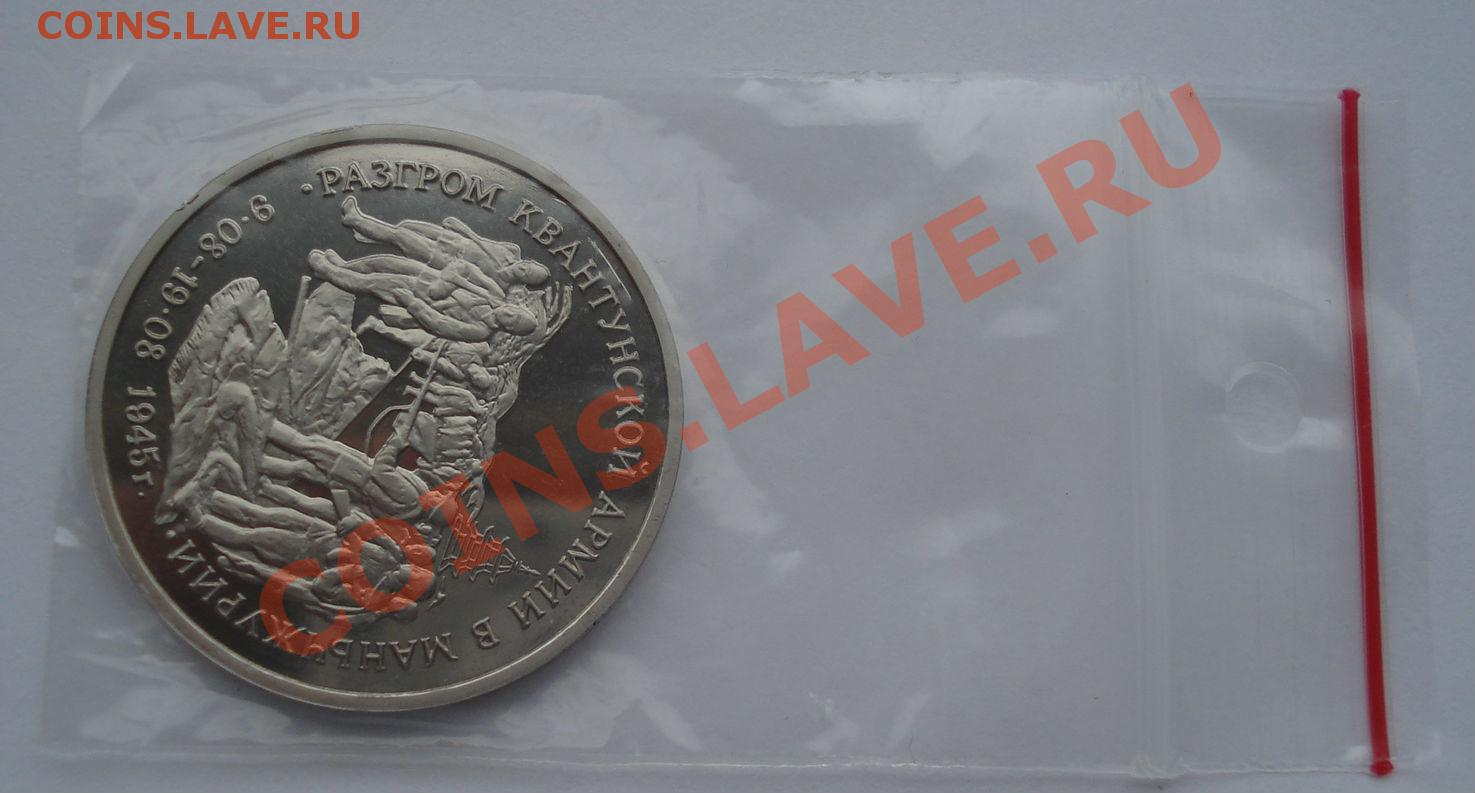 COINS.LAVE.RU
·РАЗГРОМ КВАНТУНСКОЙ АРМИИ В МАНЬЧЖУРИИ·
9·08-19·08 1945г.
COINS.LAVE.RU